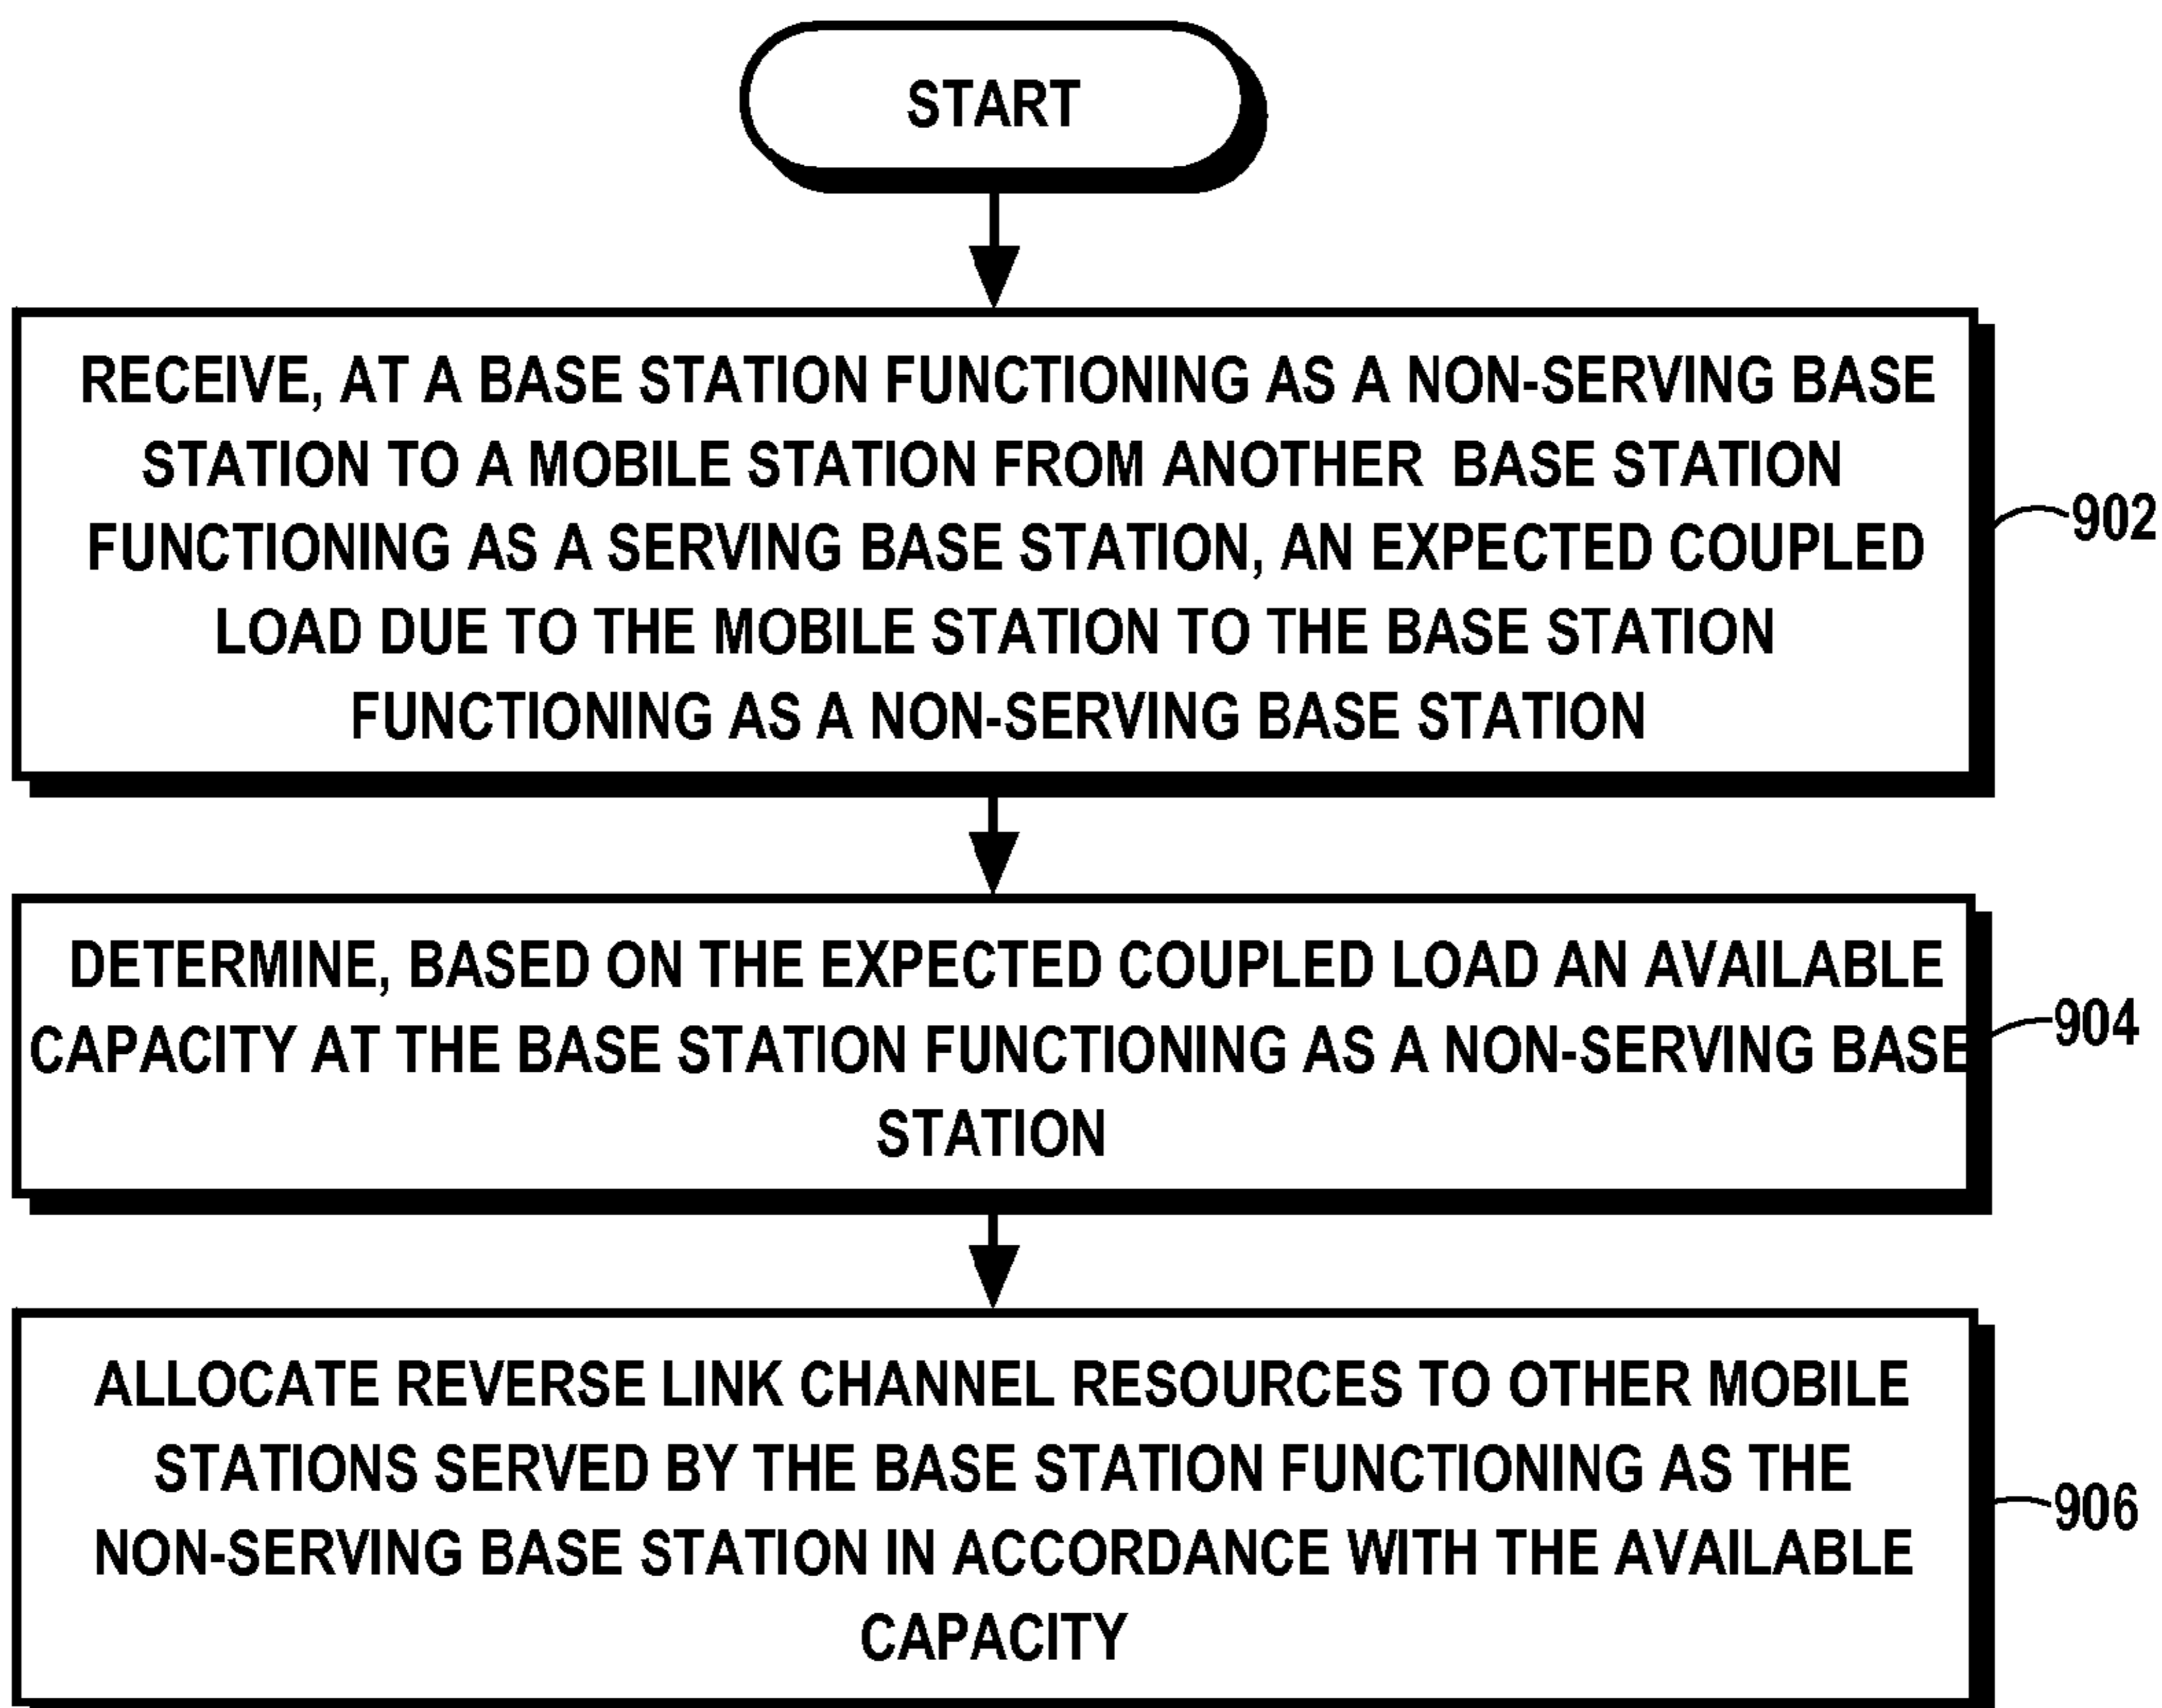 START
RECEIVE, AT A BASE STATION FUNCTIONING AS A NON-SERVING BASE
STATION TO A MOBILE STATION FROM ANOTHER BASE STATION
FUNCTIONING AS A SERVING BASE STATION, AN EXPECTED COUPLED
LOAD DUE TO THE MOBILE STATION TO THE BASE STATION
FUNCTIONING AS A NON-SERVING BASE STATION
902
DETERMINE, BASED ON THE EXPECTED COUPLED LOAD AN AVAILABLE
CAPACITY AT THE BASE STATION FUNCTIONING AS A NON-SERVING BASE
STATION
904
ALLOCATE REVERSE LINK CHANNEL RESOURCES TO OTHER MOBILE
STATIONS SERVED BY THE BASE STATION FUNCTIONING AS THE
NON-SERVING BASE STATION IN ACCORDANCE WITH THE AVAILABLE
CAPACITY
906